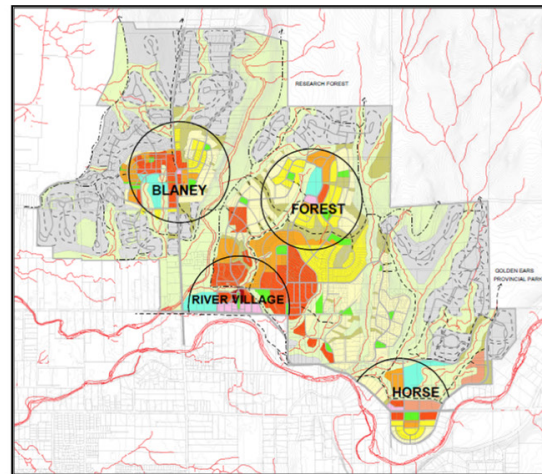 RESEARCH FOREST
BLANEY
FOREST
GOLDEN EARS
PROVINCIAL PARK
RIVER VILLAGE
HORSE